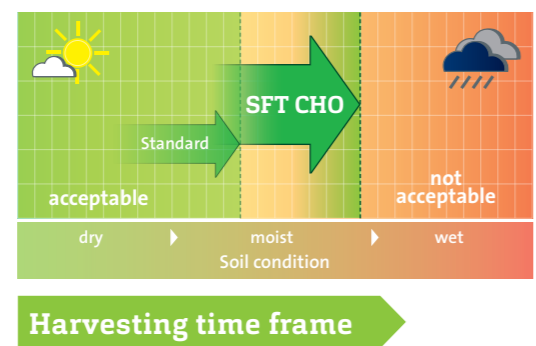 SFT CHO
Standard
acceptable
not
acceptable
dry moist wet
Soil condition
Harvesting time frame